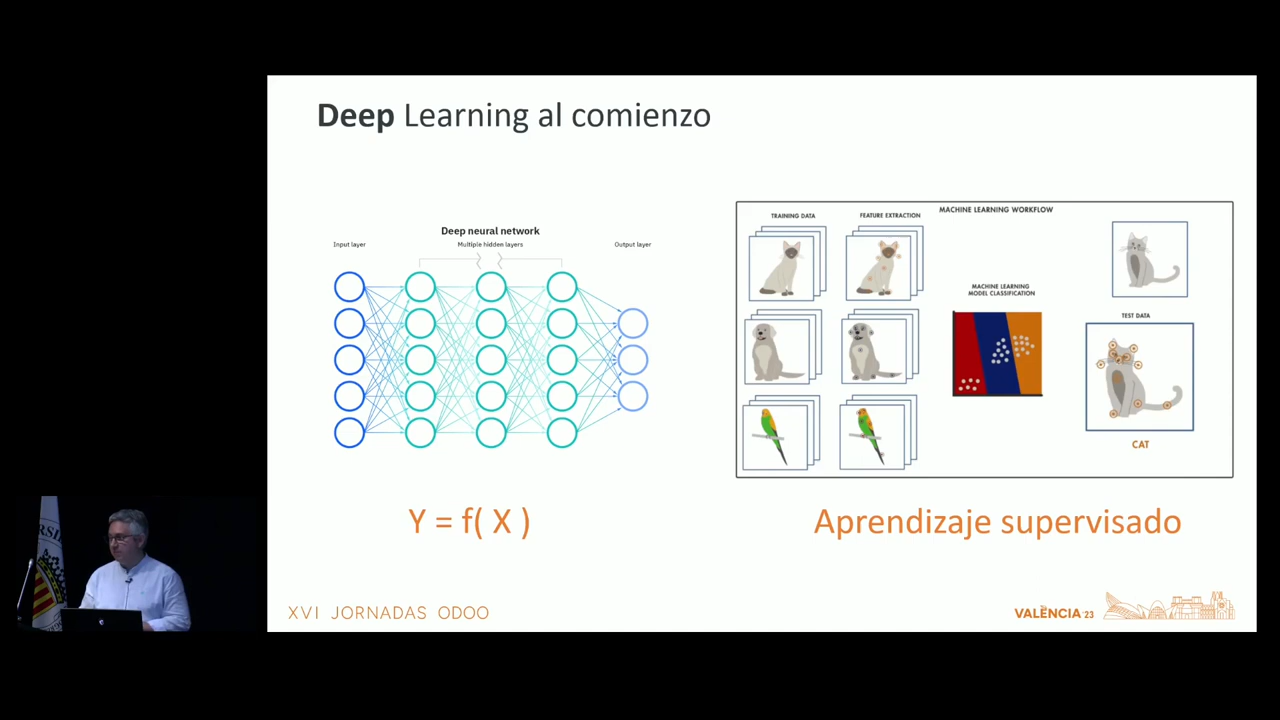 Deep Learning al comienzo
Deep neural network
Input layer
Multiple hidden layers
Output layer
Y = f( X )
MACHINE LEARNING WORKFLOW
TRAINING DATA
FEATURE EXTRACTION
MACHINE LEARNING
MODEL CLASSIFICATION
TEST DATA
CAT
Aprendizaje supervisado
XVI JORNADAS ODOO
VALÈNCIA 23